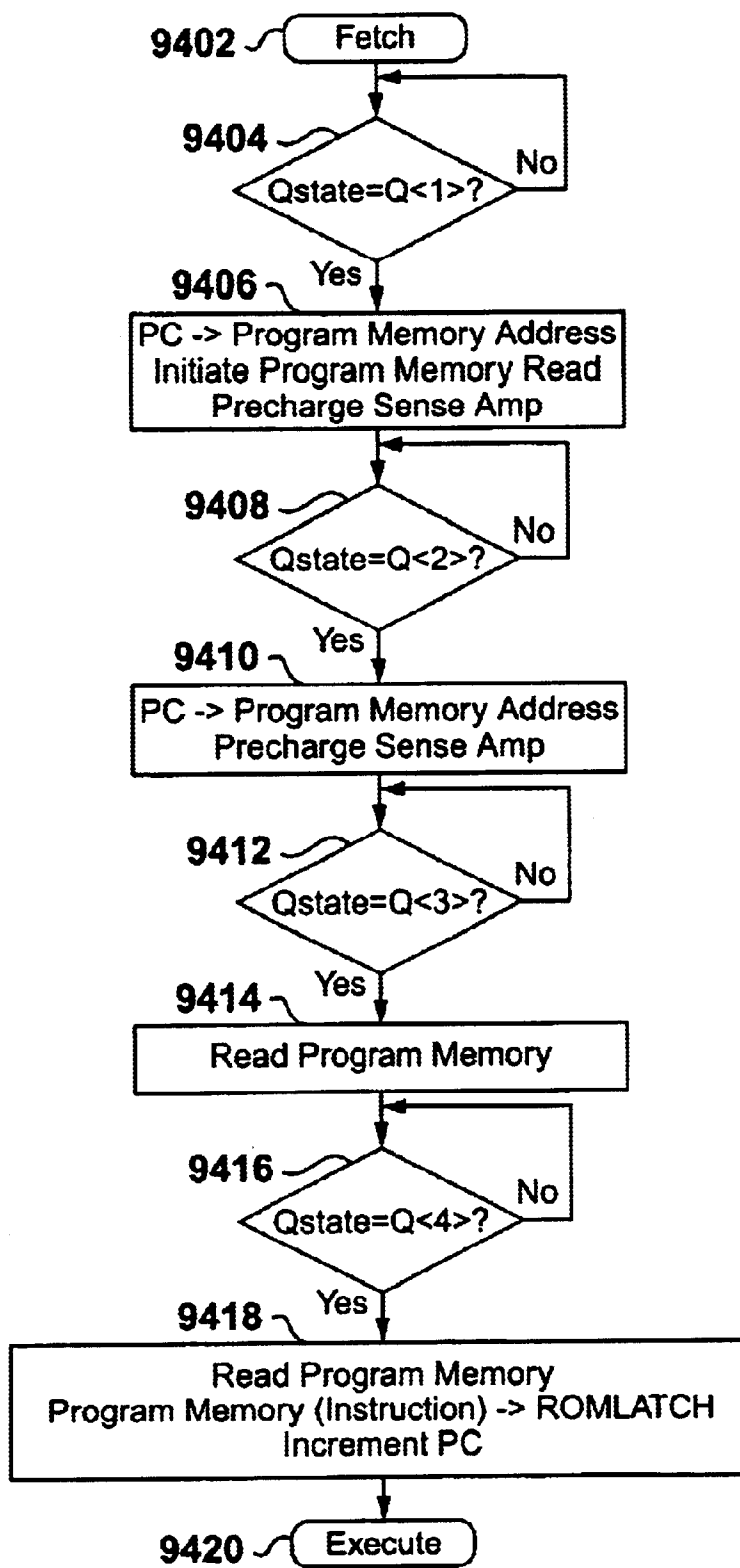 9402
Fetch
9404
Qstate=Q<1>?
No
Yes
9406
PC -> Program Memory Address
Initiate Program Memory Read
Precharge Sense Amp
9408
Qstate=Q<2>?
No
Yes
9410
PC -> Program Memory Address
Precharge Sense Amp
9412
Qstate=Q<3>?
No
Yes
9414
Read Program Memory
9416
Qstate=Q<4>?
No
Yes
9418
Read Program Memory
Program Memory (Instruction) -> ROMLATCH
Increment PC
9420
Execute